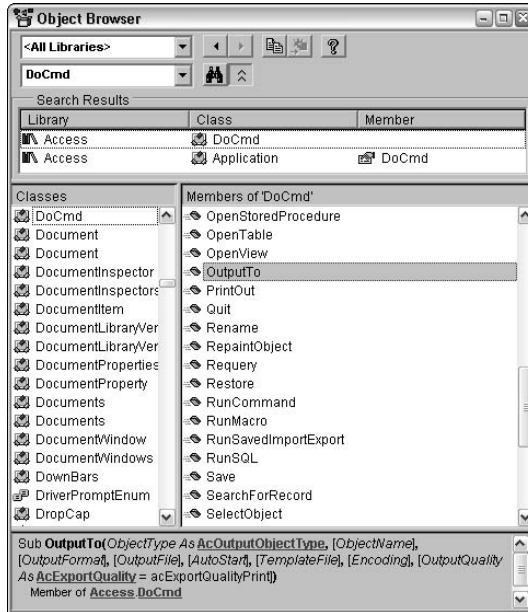 Object Browser
<All Libraries>
DoCmd
Search Results
Library Class Member
Access DoCmd
Access Application DoCmd
Classes
DoCmd
Document
Document
DocumentInspector
DocumentInspectors
DocumentItem
DocumentLibraryVer
DocumentLibraryVer
DocumentProperties
DocumentProperty
Documents
Documents
DocumentWindow
DocumentWindows
DownBars
DriverPromptEnum
DropCap
Members of 'DoCmd'
OpenStoredProcedure
OpenTable
OpenView
OutputTo
PrintOut
Quit
Rename
RepaintObject
Requery
Restore
RunCommand
RunMacro
RunSavedImportExport
RunSQL
Save
SearchForRecord
SelectObject
Sub OutputTo(ObjectType As AcOutputObjectType, [ObjectName],
[OutputFormat], [OutputFile], [AutoStart], [TemplateFile], [Encoding], [OutputQuality
As AcExportQuality = acExportQualityPrint])
Member of Access.DoCmd